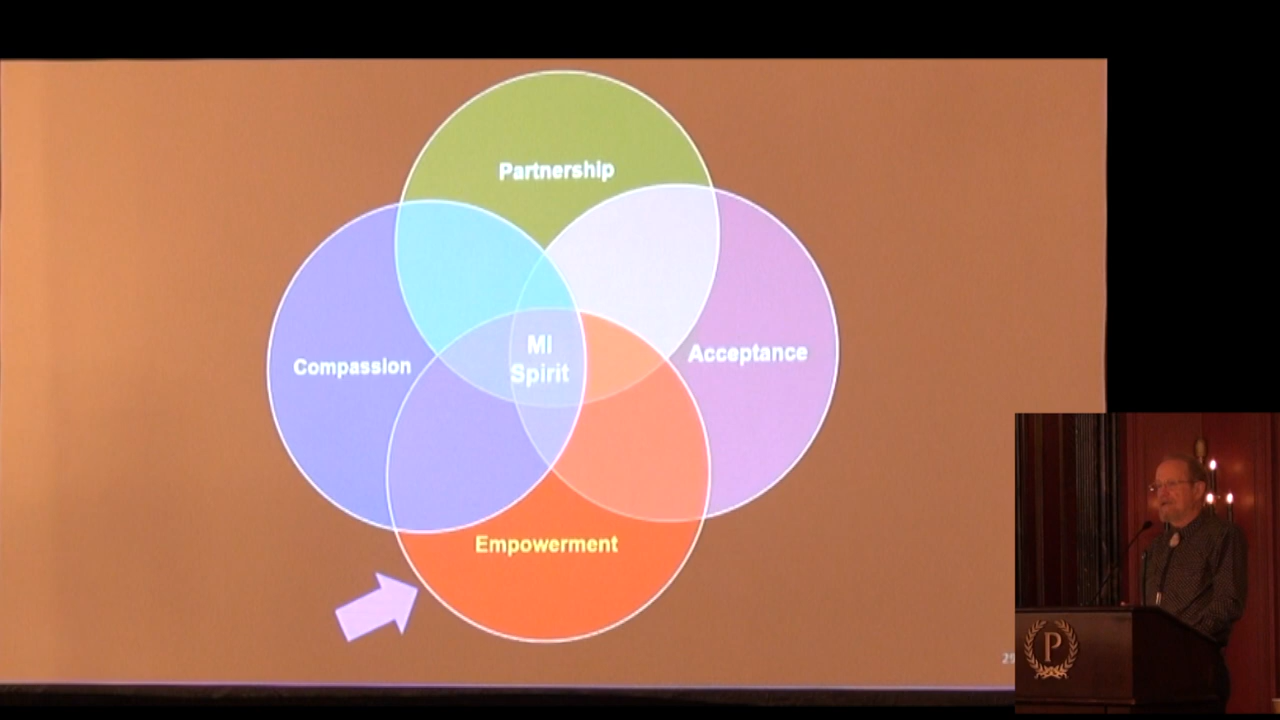 Partnership
Compassion
MI
Spirit
Acceptance
Empowerment
P